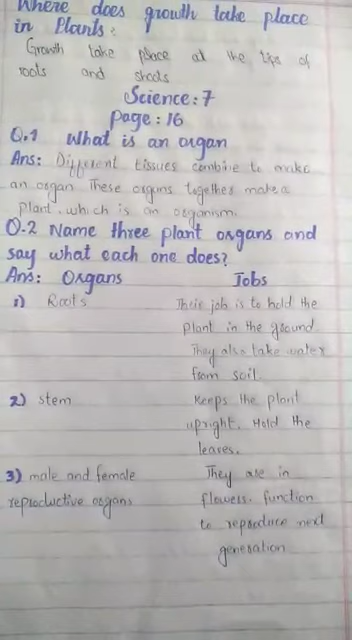 Where does growth take place
in Plants:
Growth take place at the tips of
roots and shoots
Science: 7
page: 16
Q.1 What is an organ
Ans: Different tissues combine to make
an organ These organs together make a
Plant. which is an organism.
Q.2 Name three plant organs and
say what each one does?
Ans: Organs Jobs
1) Roots Their job is to hold the
Plant in the ground
They also take water
from soil.
2) stem Keeps the plant
upright. Hold the
leaves.
3) male and female They are in
reproductive organs flowers. function
to reproduce next
generation